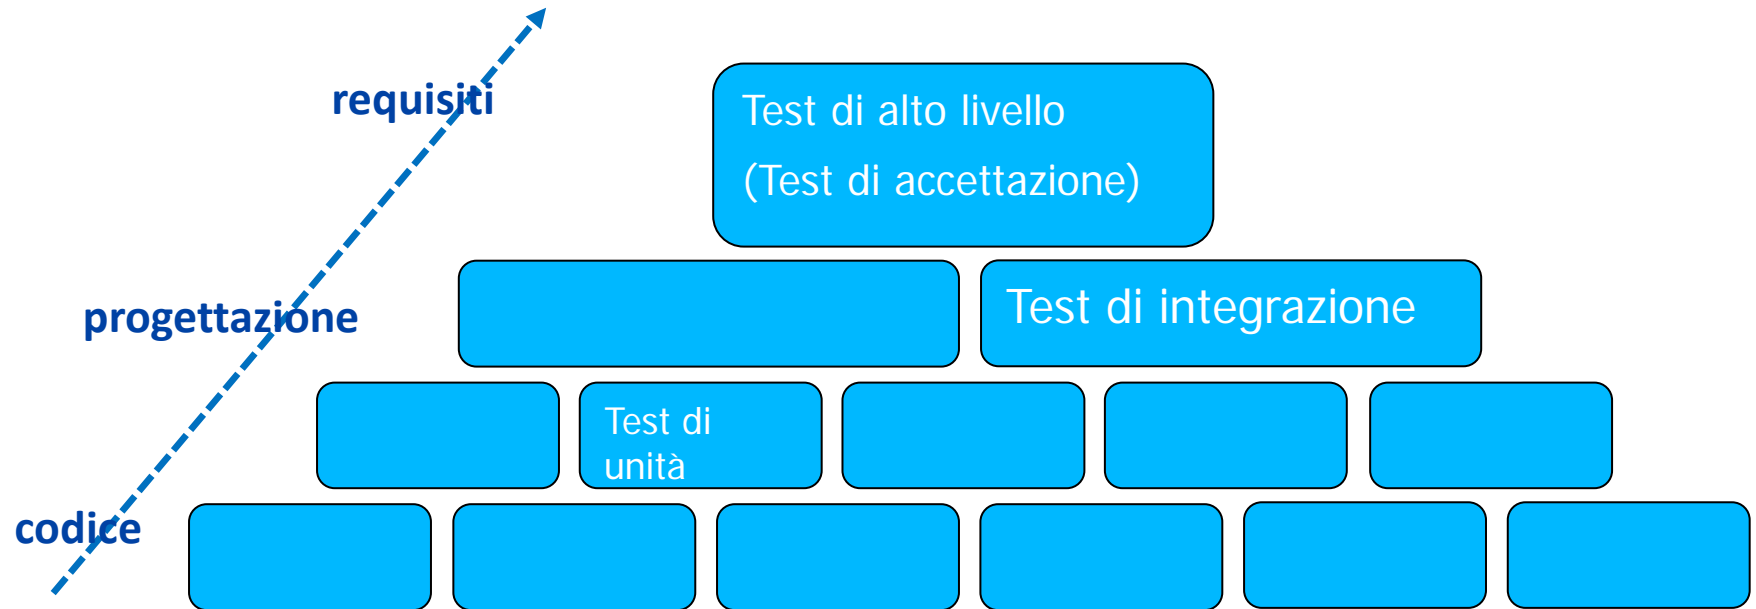 requisiti
Test di alto livello
(Test di accettazione)
progettazione
Test di integrazione
Test di
unità
codice